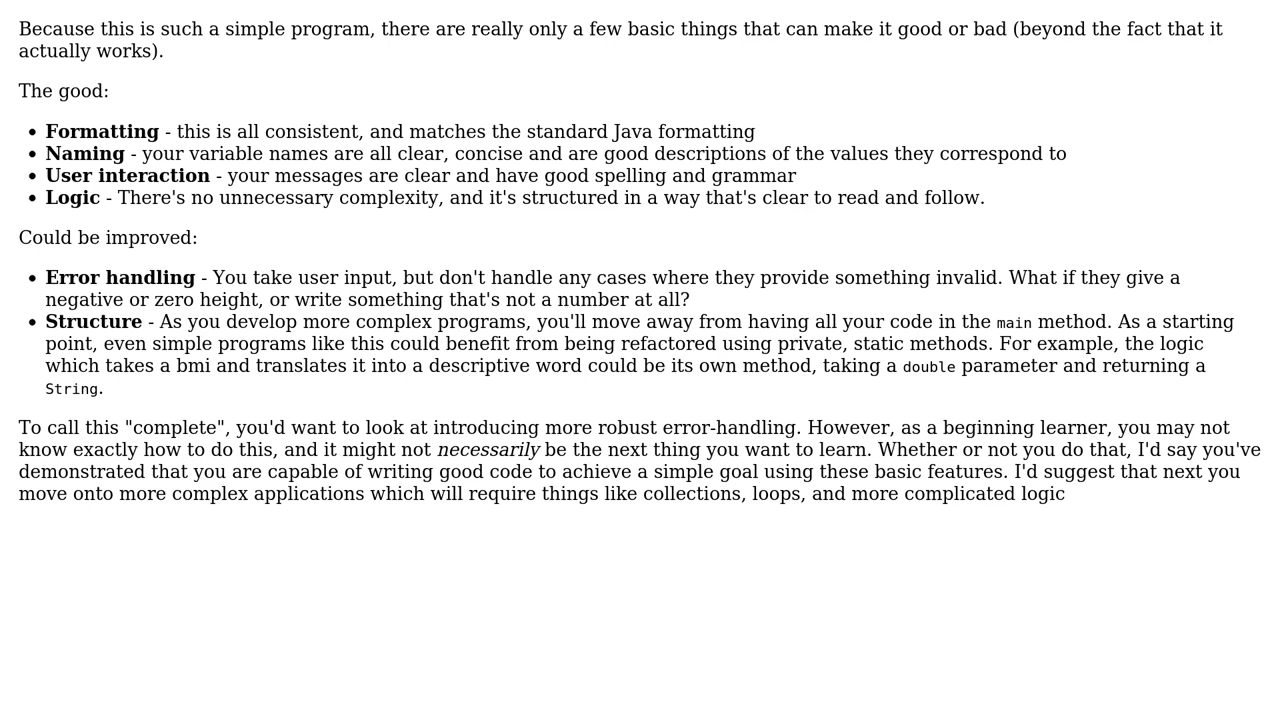 Because this is such a simple program, there are really only a few basic things that can make it good or bad (beyond the fact that it
actually works).
The good:
• Formatting - this is all consistent, and matches the standard Java formatting
• Naming - your variable names are all clear, concise and are good descriptions of the values they correspond to
• User interaction - your messages are clear and have good spelling and grammar
• Logic - There's no unnecessary complexity, and it's structured in a way that's clear to read and follow.
Could be improved:
• Error handling - You take user input, but don't handle any cases where they provide something invalid. What if they give a
negative or zero height, or write something that's not a number at all?
• Structure - As you develop more complex programs, you'll move away from having all your code in the main method. As a starting
point, even simple programs like this could benefit from being refactored using private, static methods. For example, the logic
which takes a bmi and translates it into a descriptive word could be its own method, taking a double parameter and returning a
String.
To call this "complete", you'd want to look at introducing more robust error-handling. However, as a beginning learner, you may not
know exactly how to do this, and it might not necessarily be the next thing you want to learn. Whether or not you do that, I'd say you've
demonstrated that you are capable of writing good code to achieve a simple goal using these basic features. I'd suggest that next you
move onto more complex applications which will require things like collections, loops, and more complicated logic